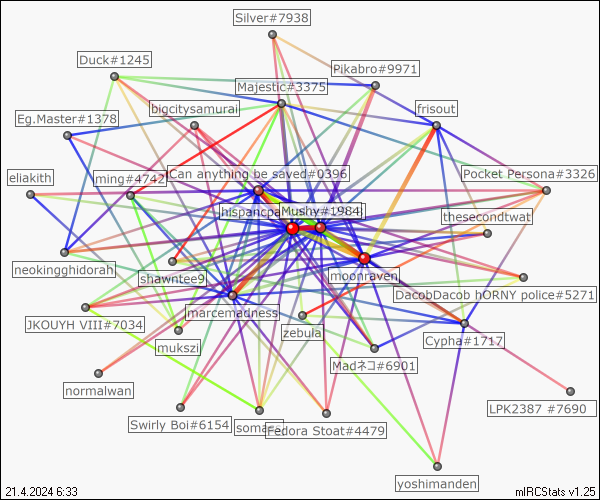 Silver#7938
Duck#1245
Pikabro#9971
Majestic#3375
Eg.Master#1378
bigcitysamurai
frisout
eliakith
ming#4742
Can anything be saved#0396
Pocket Persona#3326
Mushy#1984
thesecondtwat
neokingghidorah
shawntee9
moonraven
DacobDacob hORNY police#5271
JKOUYH VIII#7034
marcemadness
zebula
mukszi
Cypha#1717
Madネコ#6901
normalwan
LPK2387 #7690
Swirly Boi#6154
Fedora Stoat#4479
yoshimanden
21.4.2024 6:33
mIRCStats v1.25